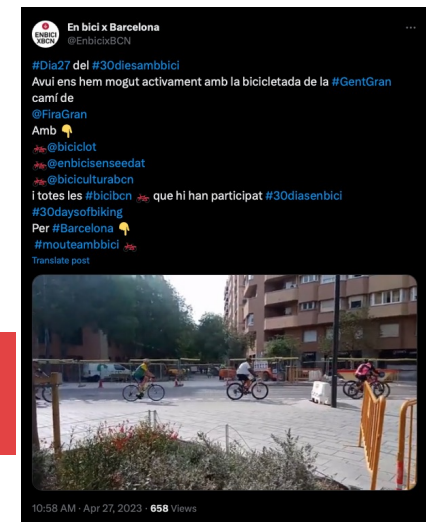 ENBICI
XBCN
En bici x Barcelona
@EnbicixBCN
#Dia27 del #30diesambbici
Avui ens hem mogut activament amb la bicicletada de la #GentGran
camí de
@FiraGran
Amb 👇
🚲@biciclot
🚲@enbicisenseedat
🚲@biciculturabcn
i totes les #bicibcn 🚲 que hi han participat #30diasenbici
#30daysofbiking
Per #Barcelona 👇
#mouteambbici 🚲
Translate post
10:58 AM · Apr 27, 2023 · 658 Views